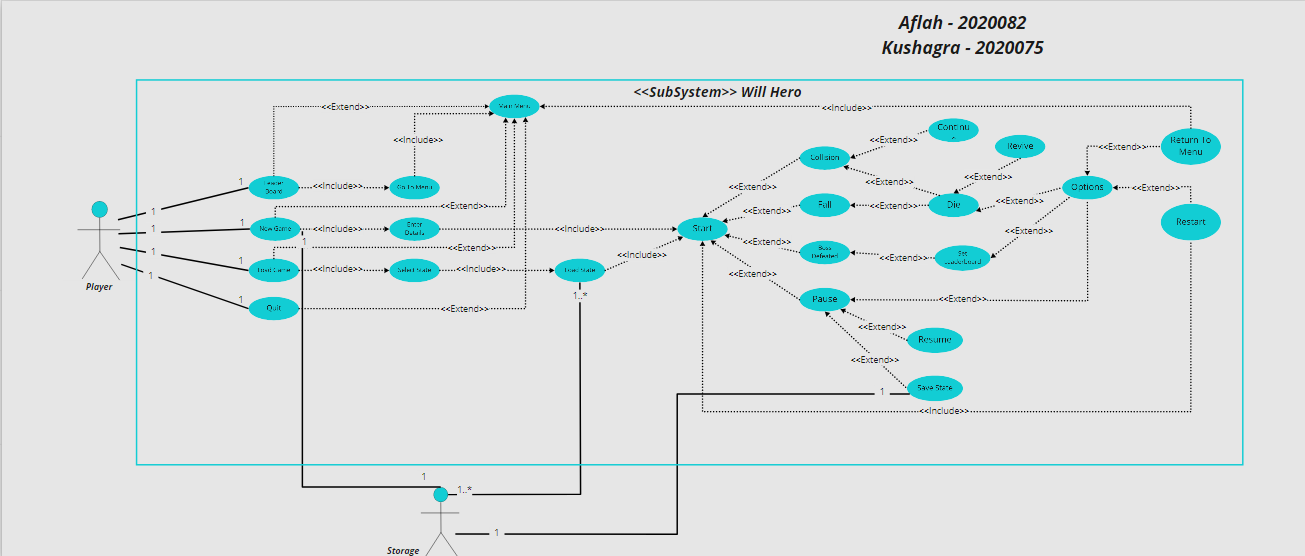 Aflah - 2020082
Kushagra - 2020075
<<SubSystem>> Will Hero
<<Extend>>
Main Menu
<<Include>>
<<Include>>
Continu
e
Collision
<<Extend>>
Revive
Return To
Menu
<<Extend>>
1
Leader
Board
<<Include>>
Go To Menu
<<Extend>>
<<Extend>>
<<Extend>>
Options
<<Extend>>
<<Extend>>
1
<<Extend>>
<<Extend>>
Fall
<<Extend>>
Die
1
1
New Game
<<Include>>
Enter
Details
<<Include>>
Start
Restart
1
<<Extend>>
<<Extend>>
<<Extend>>
1
1
<<Include>>
Boss
Defeated
<<Extend>>
Set
Leaderboard
Load Game
<<Include>>
Select State
<<Include>>
Load State
<<Extend>>
1
Player
1
Quit
<<Extend>>
1..*
Pause
<<Extend>>
<<Extend>>
Resume
<<Extend>>
1
Save State
<<Include>>
1
1..*
1
Storage